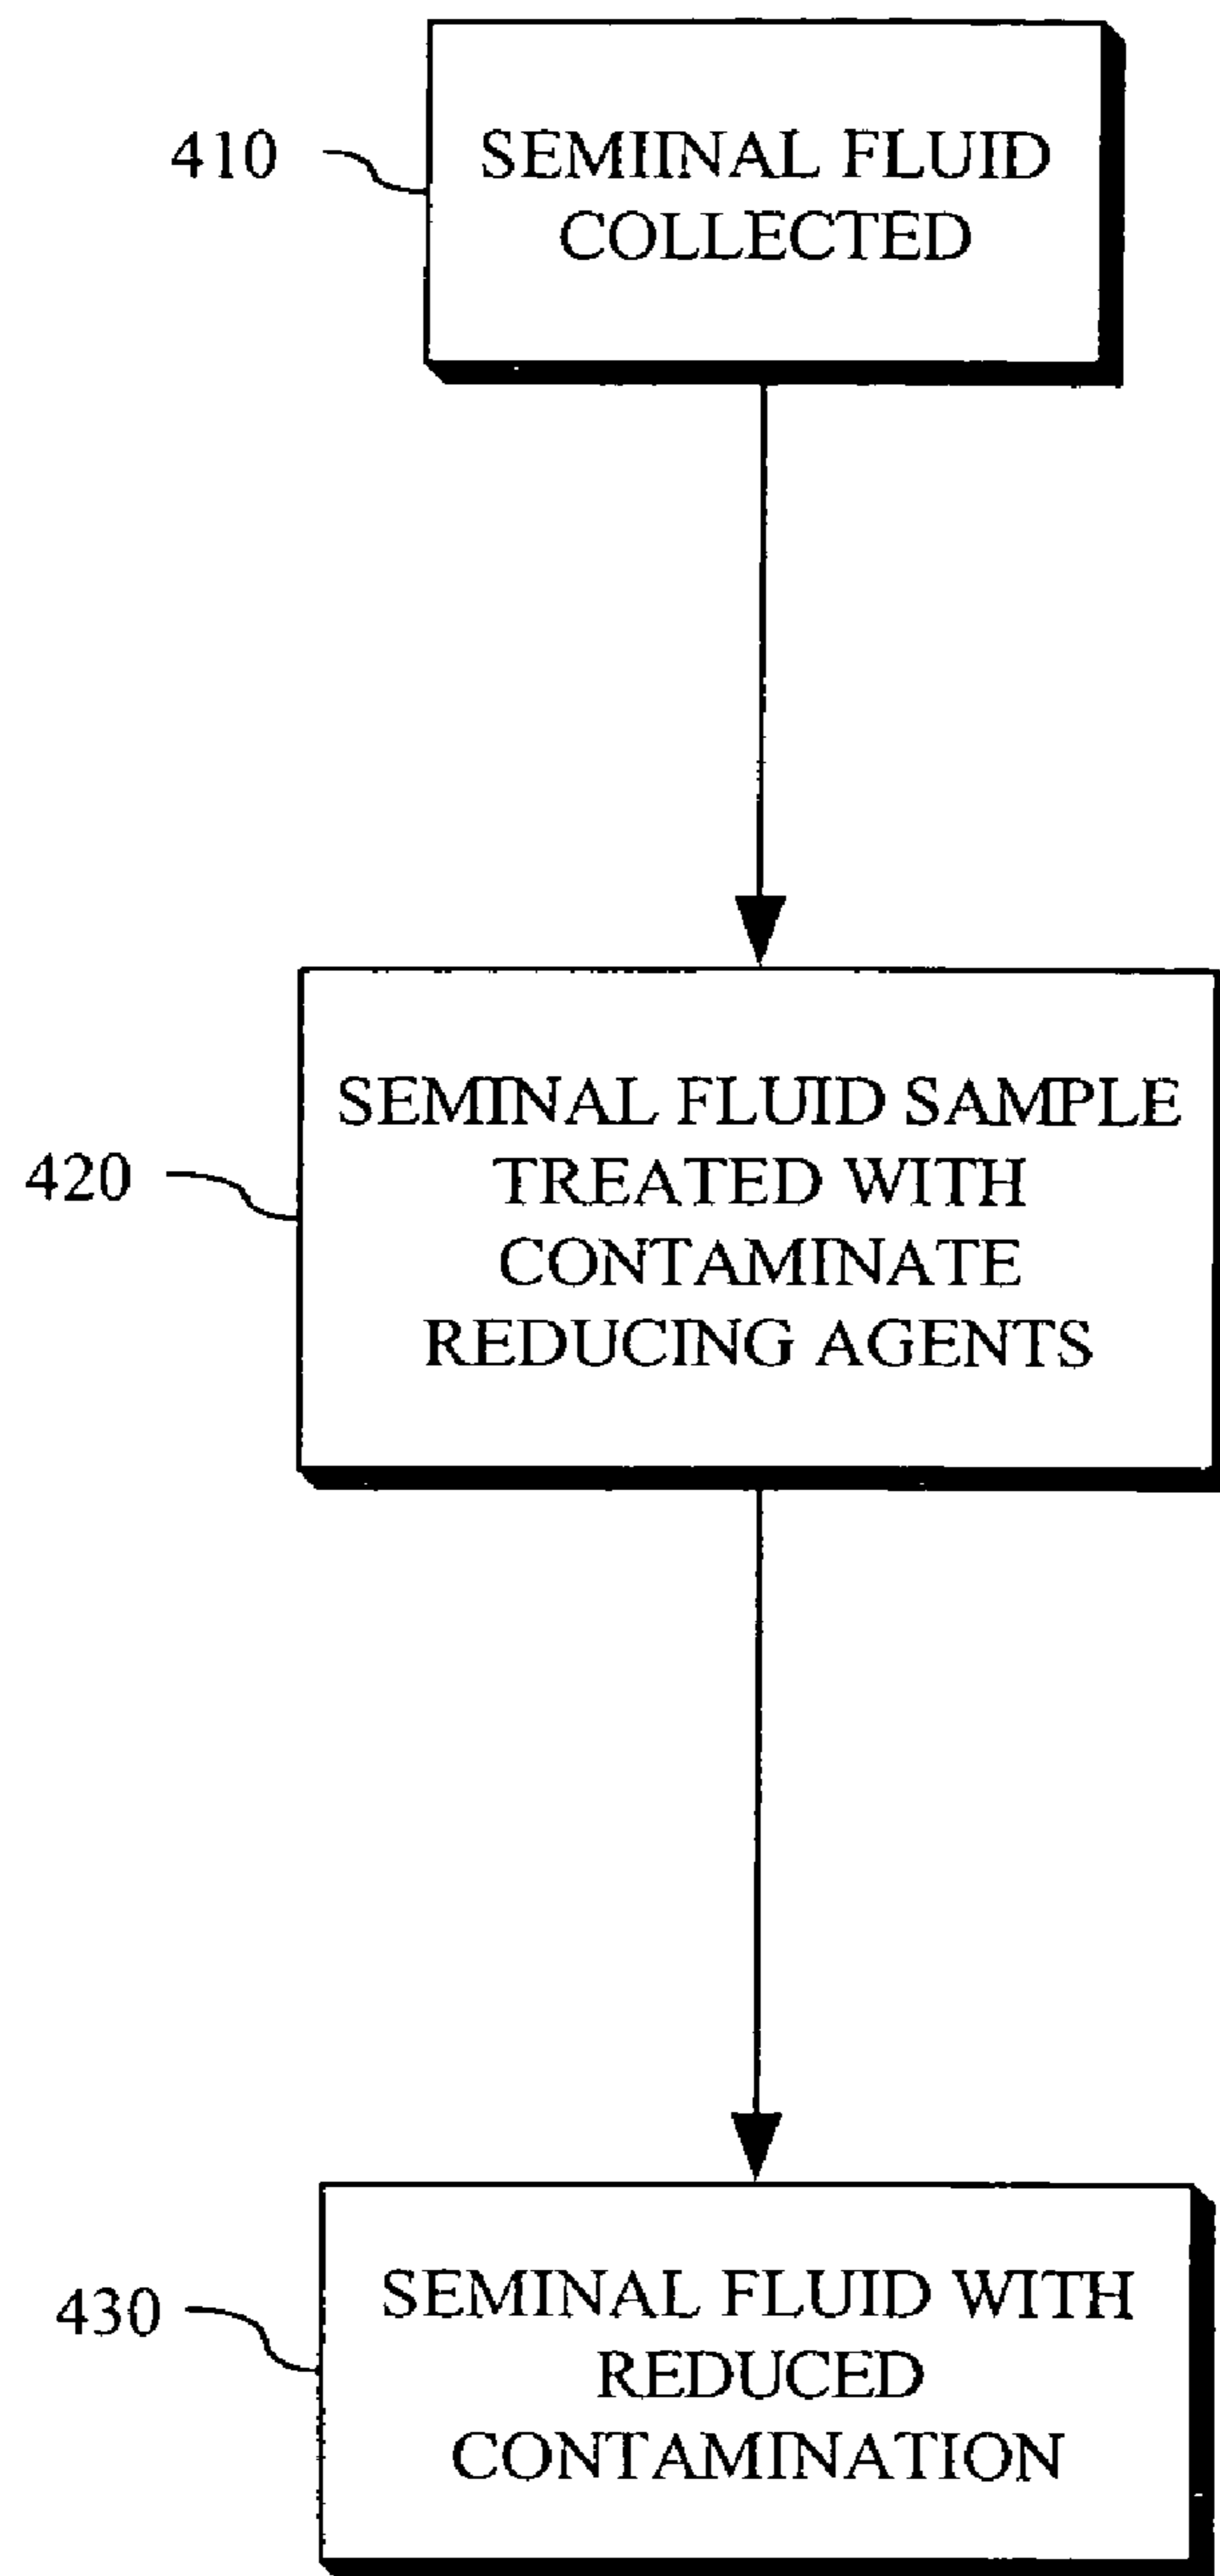 410
SEMIINAL FLUID
COLLECTED
420
SEMINAL FLUID SAMPLE
TREATED WITH
CONTAMINATE
REDUCING AGENTS
430
SEMINAL FLUID WITH
REDUCED
CONTAMINATION